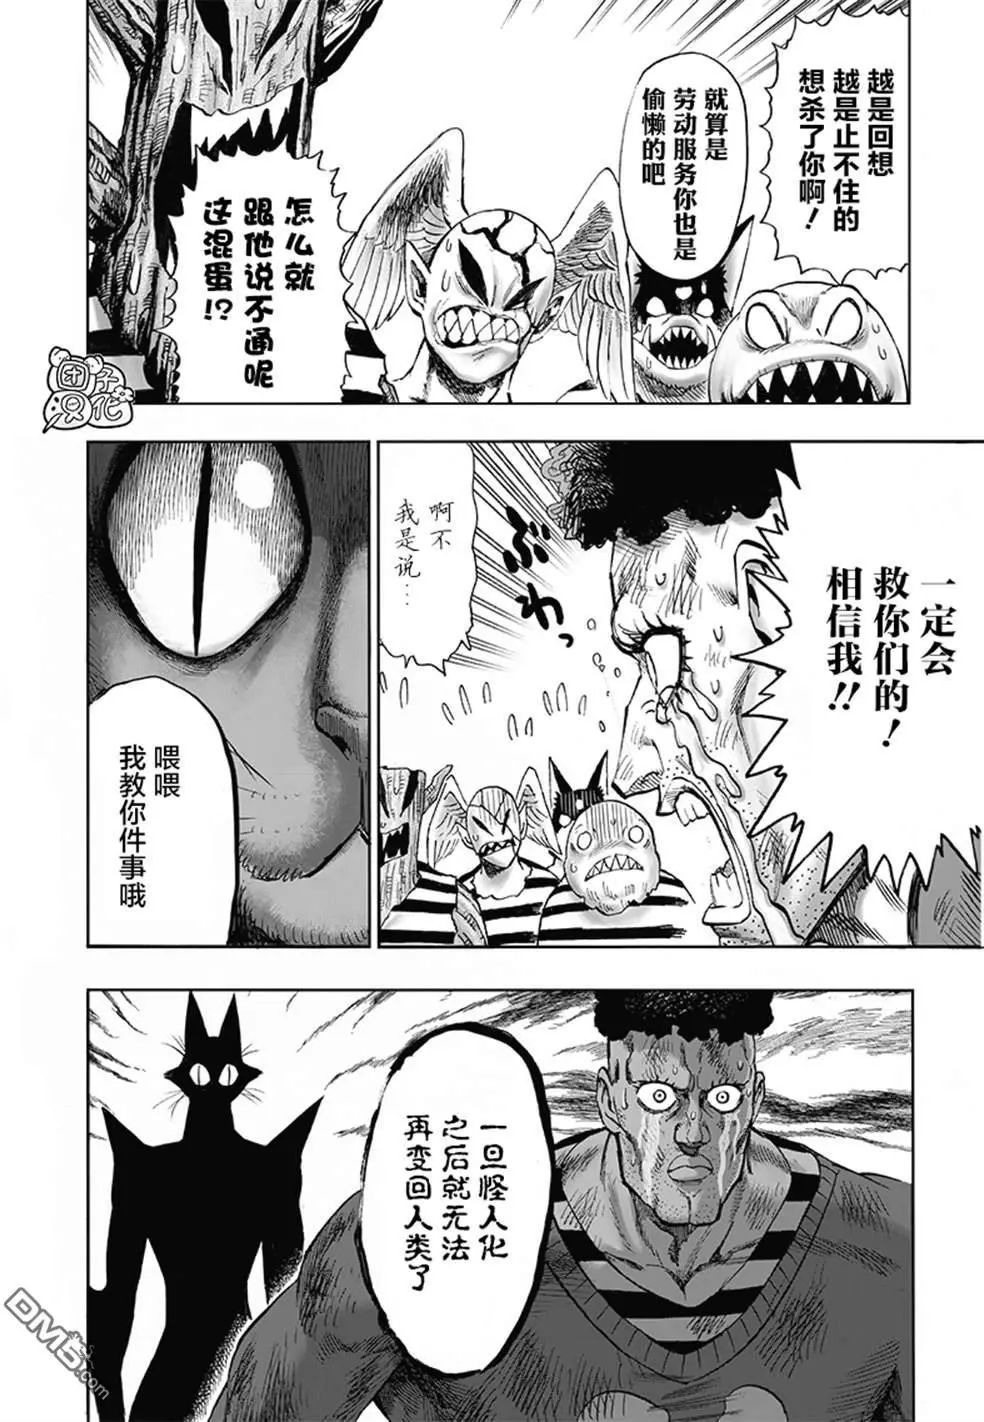 越是回想
越是止不住的
想杀了你啊！
就算是
劳动服务你也是
偷懒的吧
怎么就
跟他说不通呢
这混蛋!?
团子
汉化
一定会
救你们的！
相信我!!
ぶわっ
啊不
我是说…
喂喂
我教你件事哦
一旦怪人化
之后就无法
再变回人类了